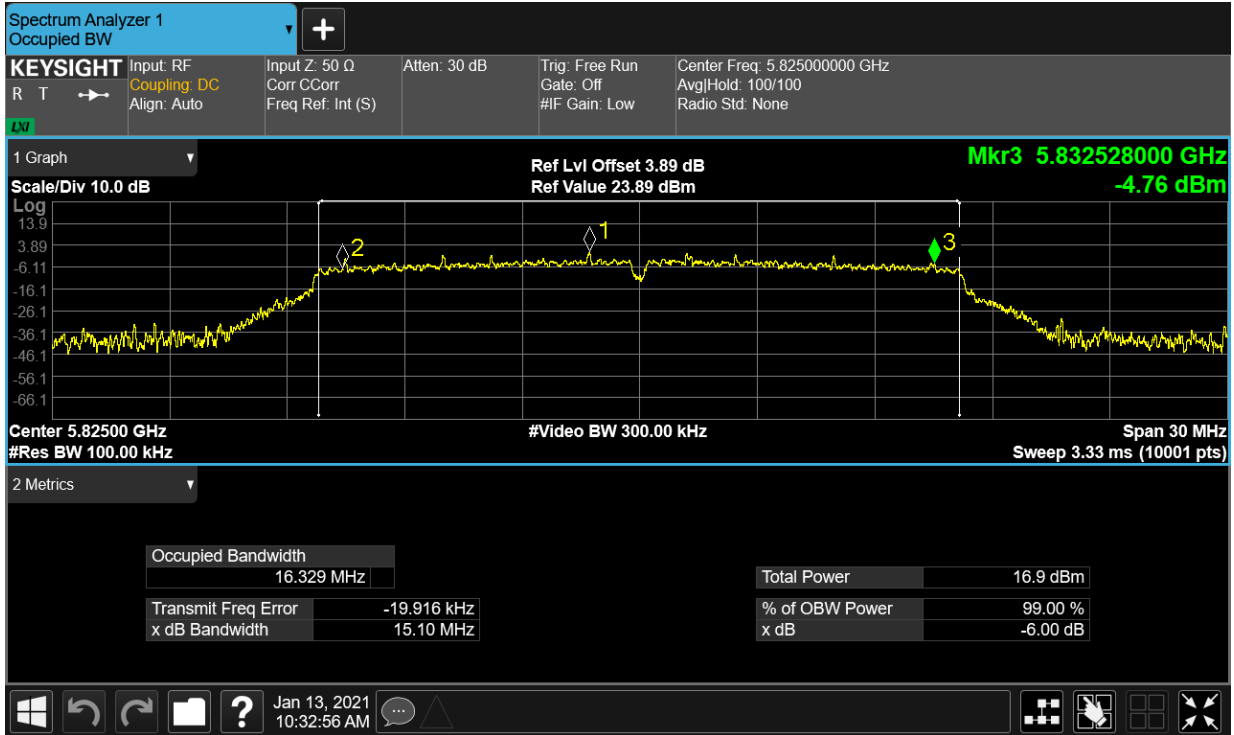 Spectrum Analyzer 1
Occupied BW
KEYSIGHT
R T
LXI
Input: RF
Coupling: DC
Align: Auto
Input Z: 50 Ω
Corr CCorr
Freq Ref: Int (S)
Atten: 30 dB
Trig: Free Run
Gate: Off
#IF Gain: Low
Center Freq: 5.825000000 GHz
Avg|Hold: 100/100
Radio Std: None
1 Graph
Ref Lvl Offset 3.89 dB
Mkr3 5.832528000 GHz
Scale/Div 10.0 dB
Ref Value 23.89 dBm
-4.76 dBm
Log
13.9
3.89
-6.11
-16.1
-26.1
-36.1
-46.1
-56.1
-66.1
2
1
3
Center 5.82500 GHz
#Video BW 300.00 kHz
Span 30 MHz
#Res BW 100.00 kHz
Sweep 3.33 ms (10001 pts)
2 Metrics
Occupied Bandwidth
16.329 MHz
Total Power 16.9 dBm
Transmit Freq Error -19.916 kHz
% of OBW Power 99.00 %
x dB Bandwidth 15.10 MHz
x dB -6.00 dB
?
Jan 13, 2021
10:32:56 AM